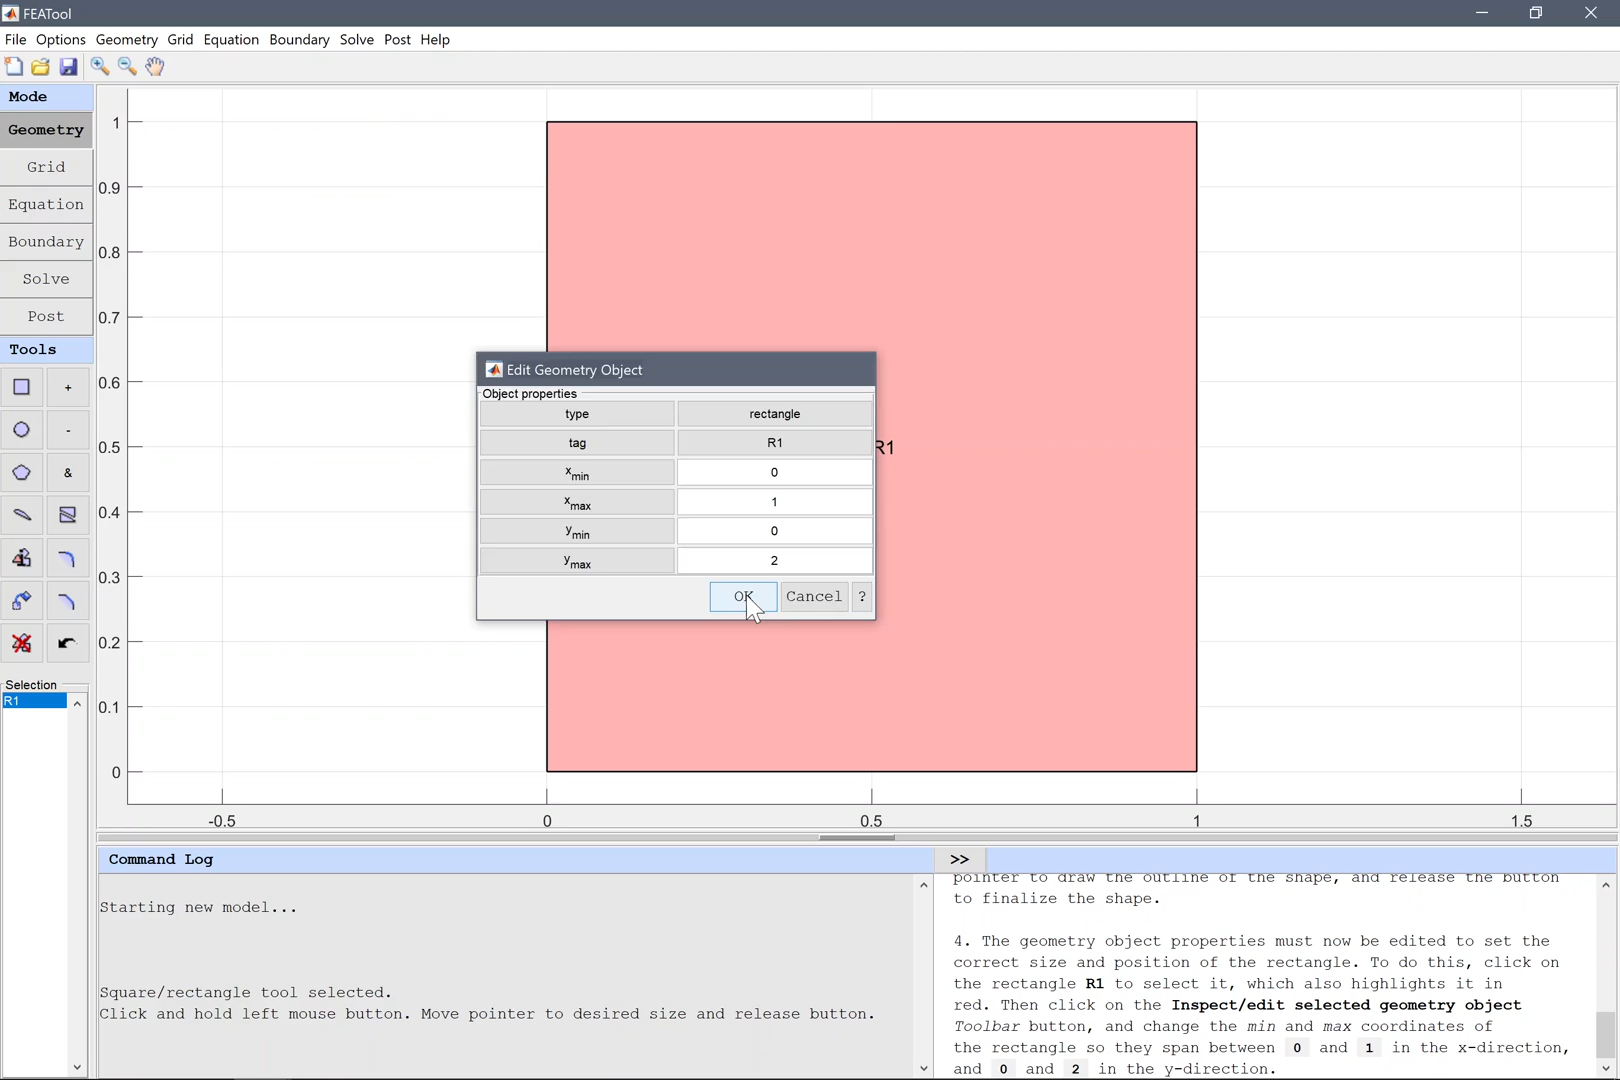 FEATool
File Options Geometry Grid Equation Boundary Solve Post Help
Mode
Geometry
Grid
Equation
Boundary
Solve
Post
Tools
+
-
&
Selection
R1
1
0.9
0.8
0.7
0.6
0.5
0.4
0.3
0.2
0.1
0
-0.5 0 0.5 1 1.5
R1
Edit Geometry Object
Object properties
type rectangle
tag R1
xmin 0
xmax 1
ymin 0
ymax 2
OK Cancel ?
Command Log
Starting new model...
Square/rectangle tool selected.
Click and hold left mouse button. Move pointer to desired size and release button.
>>
pointer to draw the outline of the shape, and release the button
to finalize the shape.
4. The geometry object properties must now be edited to set the
correct size and position of the rectangle. To do this, click on
the rectangle R1 to select it, which also highlights it in
red. Then click on the Inspect/edit selected geometry object
Toolbar button, and change the min and max coordinates of
the rectangle so they span between 0 and 1 in the x-direction,
and 0 and 2 in the y-direction.